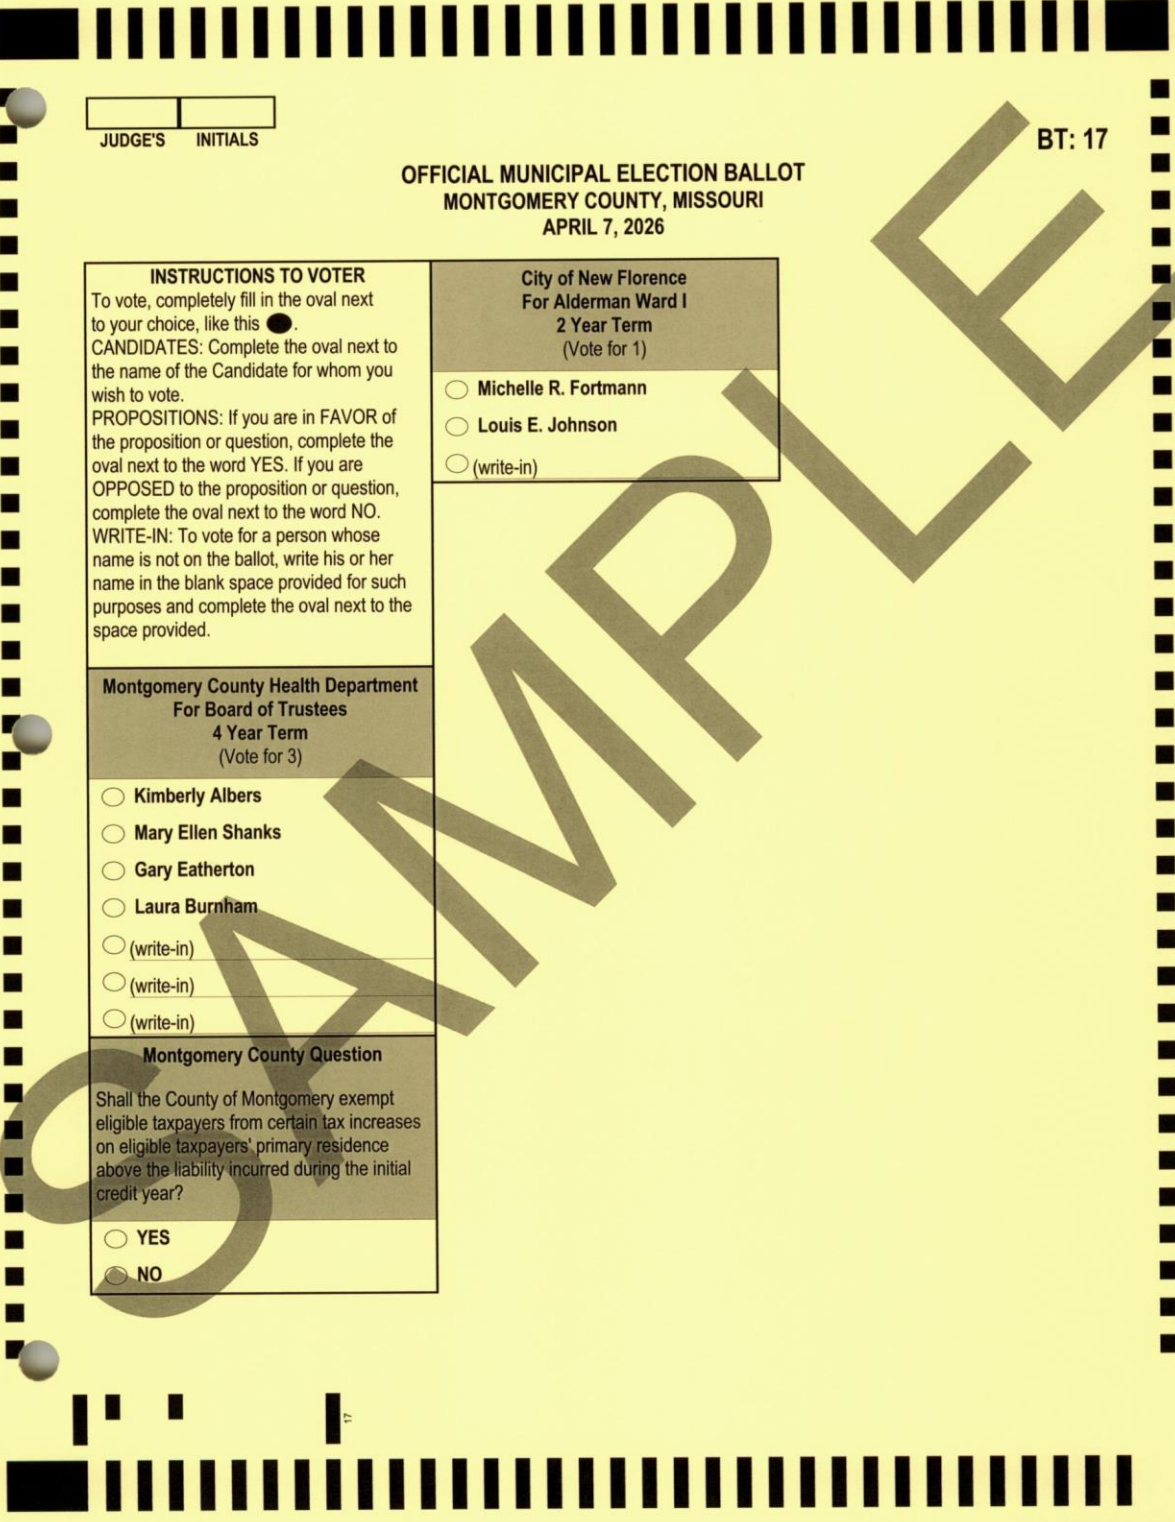 JUDGE'S INITIALS
BT: 17
OFFICIAL MUNICIPAL ELECTION BALLOT
MONTGOMERY COUNTY, MISSOURI
APRIL 7, 2026
INSTRUCTIONS TO VOTER
To vote, completely fill in the oval next
to your choice, like this .
CANDIDATES: Complete the oval next to
the name of the Candidate for whom you
wish to vote.
PROPOSITIONS: If you are in FAVOR of
the proposition or question, complete the
oval next to the word YES. If you are
OPPOSED to the proposition or question,
complete the oval next to the word NO.
WRITE-IN: To vote for a person whose
name is not on the ballot, write his or her
name in the blank space provided for such
purposes and complete the oval next to the
space provided.
Montgomery County Health Department
For Board of Trustees
4 Year Term
(Vote for 3)
Kimberly Albers
Mary Ellen Shanks
Gary Eatherton
Laura Burnham
(write-in)
(write-in)
(write-in)
Montgomery County Question
Shall the County of Montgomery exempt
eligible taxpayers from certain tax increases
on eligible taxpayers' primary residence
above the liability incurred during the initial
credit year?
YES
NO
City of New Florence
For Alderman Ward I
2 Year Term
(Vote for 1)
Michelle R. Fortmann
Louis E. Johnson
(write-in)
SAMPLE
17